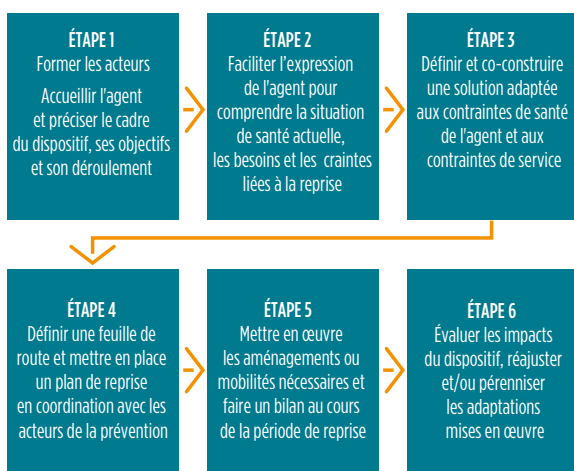 ÉTAPE 1
Former les acteurs
Accueillir l'agent
et préciser le cadre
du dispositif, ses objectifs
et son déroulement
ÉTAPE 2
Faciliter l'expression
de l'agent pour
comprendre la situation
de santé actuelle,
les besoins et les craintes
liées à la reprise
ÉTAPE 3
Définir et co-construire
une solution adaptée
aux contraintes de santé
de l'agent et aux
contraintes de service
ÉTAPE 4
Définir une feuille de
route et mettre en place
un plan de reprise
en coordination avec les
acteurs de la prévention
ÉTAPE 5
Mettre en œuvre
les aménagements ou
mobilités nécessaires et
faire un bilan au cours
de la période de reprise
ÉTAPE 6
Évaluer les impacts
du dispositif, réajuster
et/ou pérenniser
les adaptations
mises en œuvre